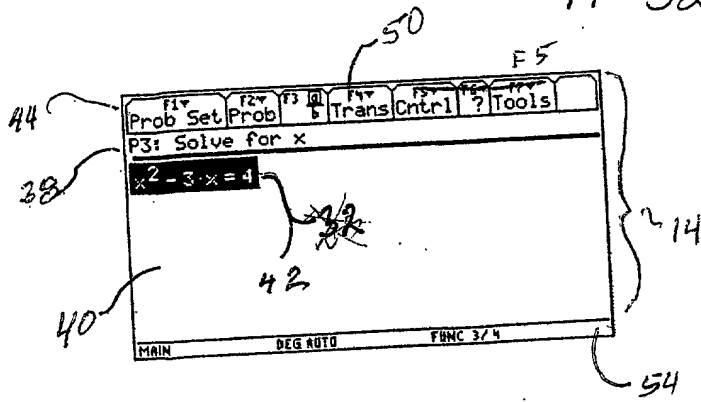 50
F5
44
F1▾ F2▾ F3 a/b F4▾ F5▾ F6▾ F7▾
Prob Set Prob Trans Cntrl ? Tools
38
P3: Solve for x
x² - 3·x = 4
14
42
40
MAIN DEG AUTO FUNC 3/4
54